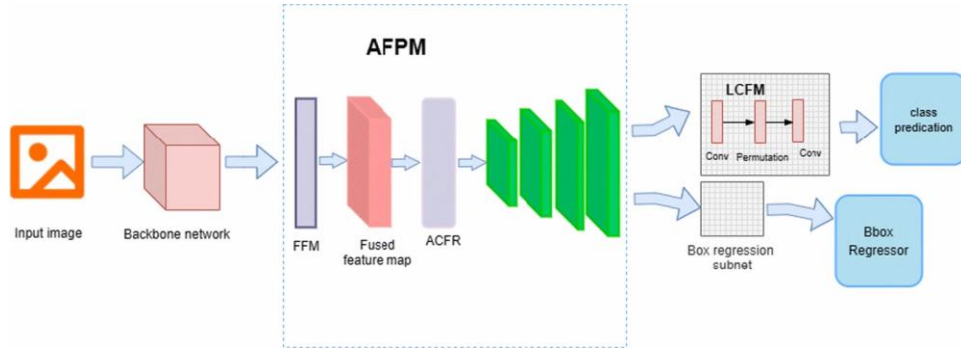 AFPM
Input image
Backbone network
FFM
Fused
feature map
ACFR
LCFM
Conv
Permutation
Conv
class
predication
Box regression
subnet
Bbox
Regressor